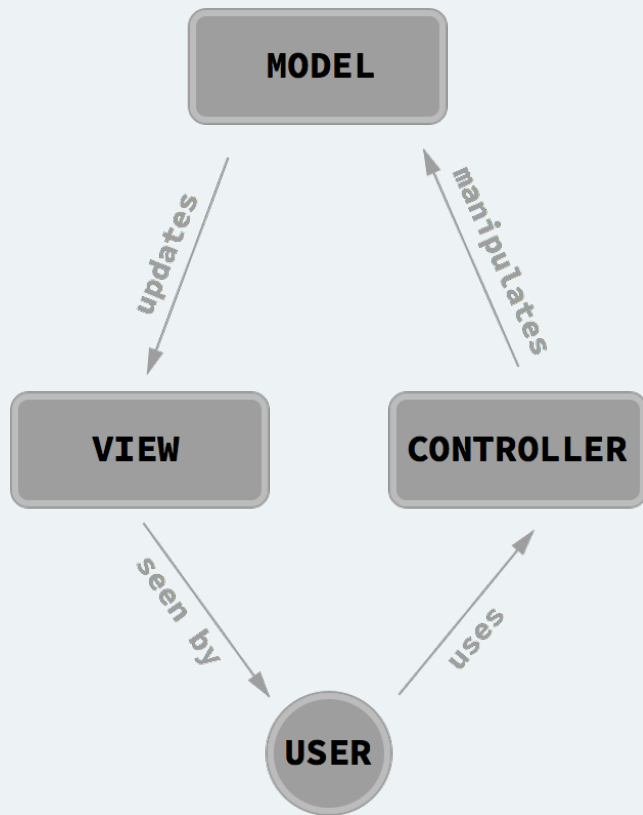 MODEL
updates
manipulates
VIEW
CONTROLLER
seen by
uses
USER